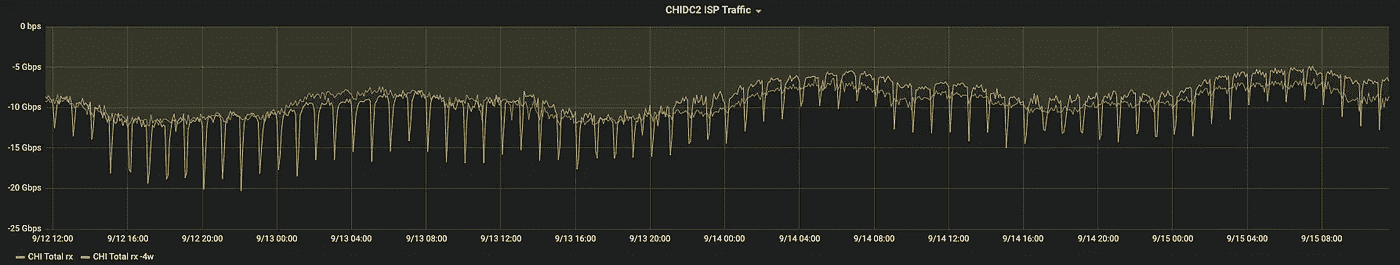 CHIDC2 ISP Traffic
0 bps
-5 Gbps
-10 Gbps
-15 Gbps
-20 Gbps
-25 Gbps
9/12 12:00 9/12 16:00 9/12 20:00 9/13 00:00 9/13 04:00 9/13 08:00 9/13 12:00 9/13 16:00 9/13 20:00 9/14 00:00 9/14 04:00 9/14 08:00 9/14 12:00 9/14 16:00 9/14 20:00 9/15 00:00 9/15 04:00 9/15 08:00
CHI Total rx CHI Total rx -4w